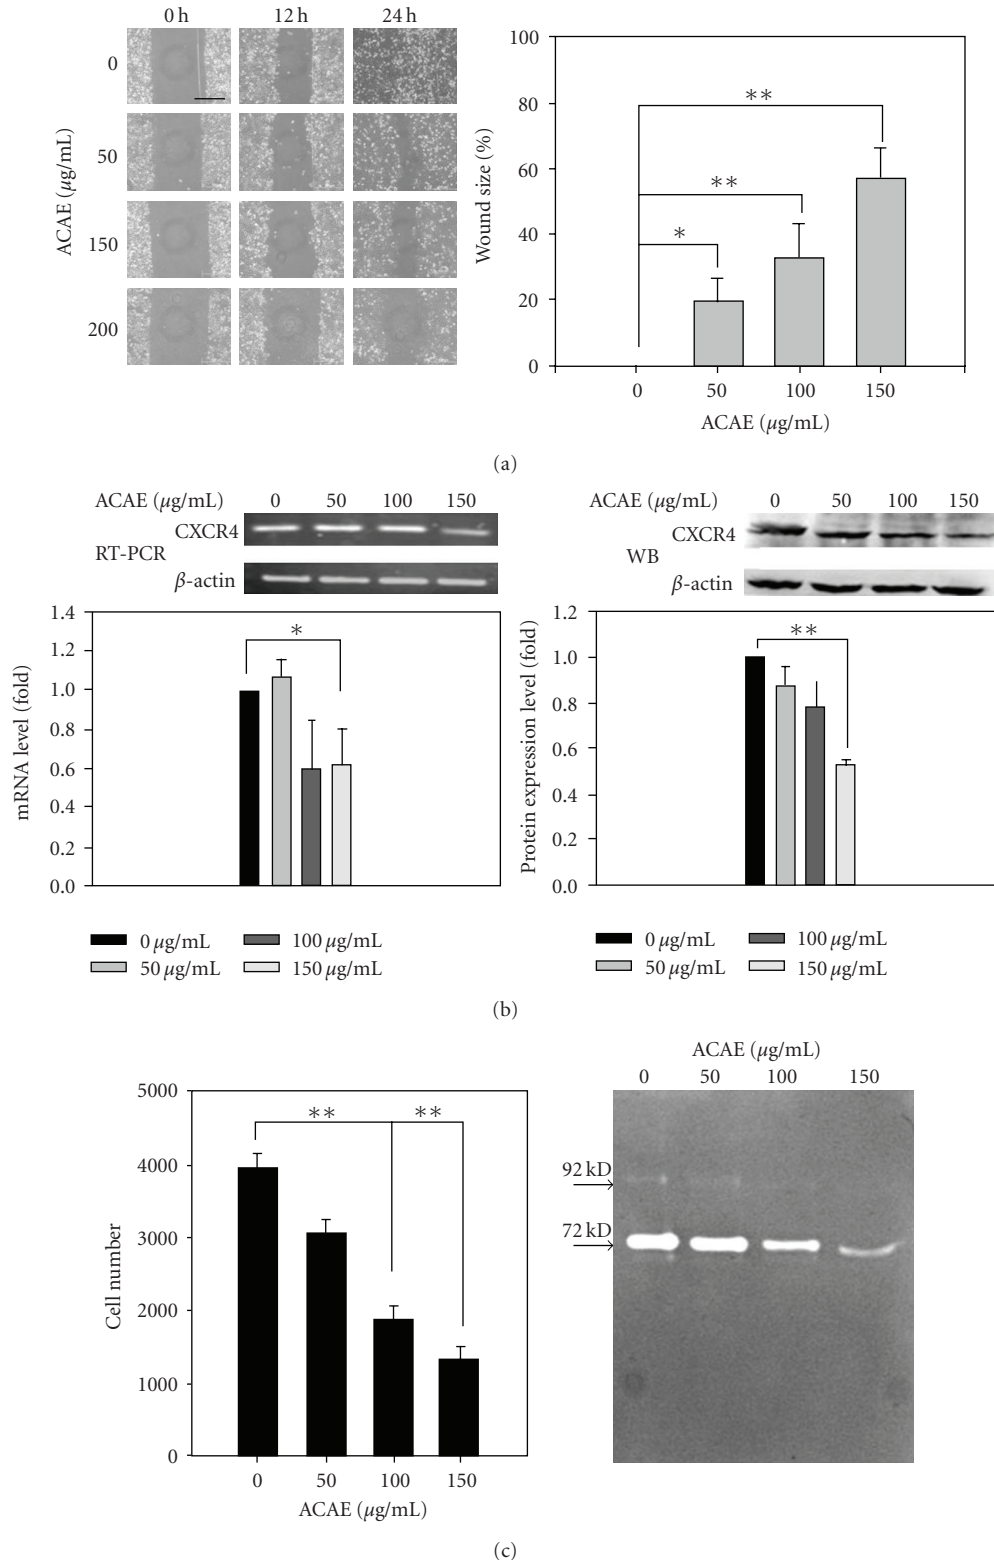 0 h 12 h 24 h
0
50
150
200
ACAE (µg/mL)
100
80
60
40
20
0
Wound size (%)
**
**
*
0 50 100 150
ACAE (µg/mL)
(a)
ACAE (µg/mL) 0 50 100 150
CXCR4
RT-PCR
β-actin
1.4
1.2
1.0
0.8
0.6
0.4
0.2
0.0
mRNA level (fold)
*
0 µg/mL
50 µg/mL
100 µg/mL
150 µg/mL
ACAE (µg/mL) 0 50 100 150
CXCR4
WB
β-actin
1.2
1.0
0.8
0.6
0.4
0.2
0.0
Protein expression level (fold)
**
0 µg/mL
50 µg/mL
100 µg/mL
150 µg/mL
(b)
5000
4000
3000
2000
1000
0
Cell number
** **
0 50 100 150
ACAE (µg/mL)
ACAE (µg/mL)
0 50 100 150
92 kD
72 kD
(c)